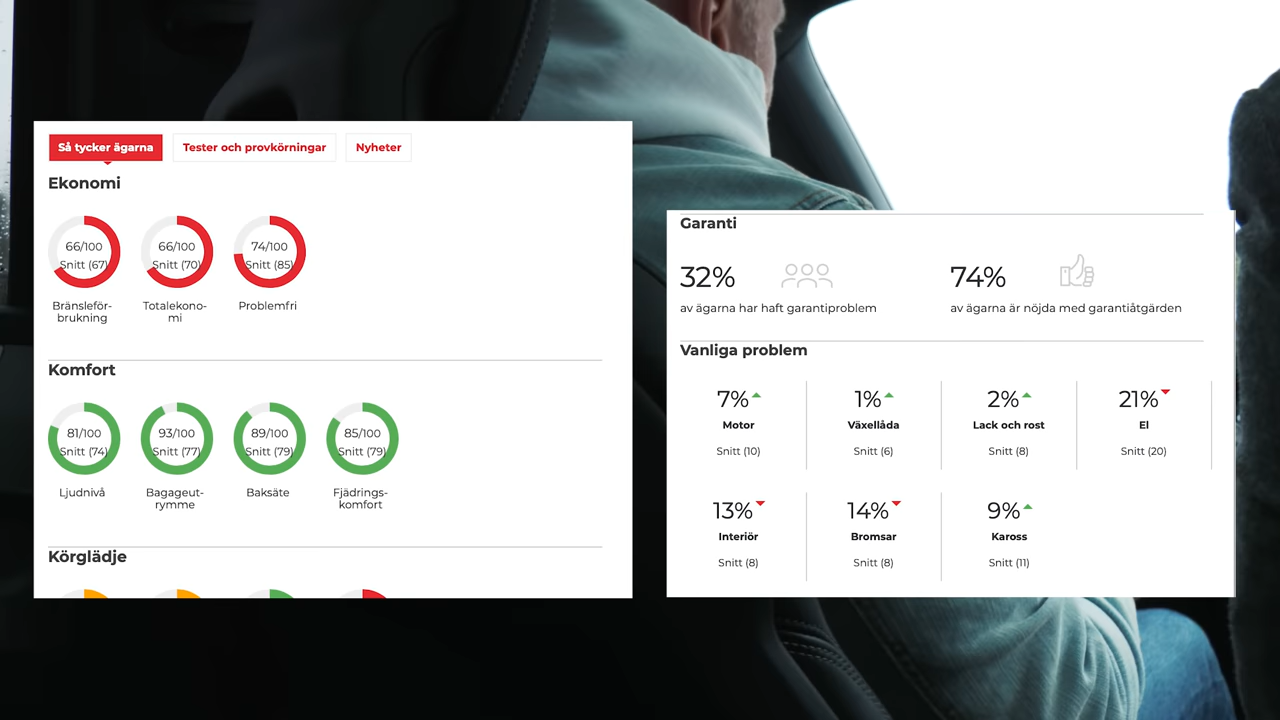 Så tycker ägarna
Tester och provkörningar
Nyheter
Ekonomi
66/100
Snitt (67)
66/100
Snitt (70)
74/100
Snitt (85)
Bränsleför-
brukning
Totalekono-
mi
Problemfri
Komfort
81/100
Snitt (74)
93/100
Snitt (77)
89/100
Snitt (79)
85/100
Snitt (79)
Ljudnivå
Bagageut-
rymme
Baksäte
Fjädrings-
komfort
Körglädje
Garanti
32%
av ägarna har haft garantiproblem
74%
av ägarna är nöjda med garantiåtgärden
Vanliga problem
7%
Motor
Snitt (10)
1%
Växellåda
Snitt (6)
2%
Lack och rost
Snitt (8)
21%
El
Snitt (20)
13%
Interiör
Snitt (8)
14%
Bromsar
Snitt (8)
9%
Kaross
Snitt (11)